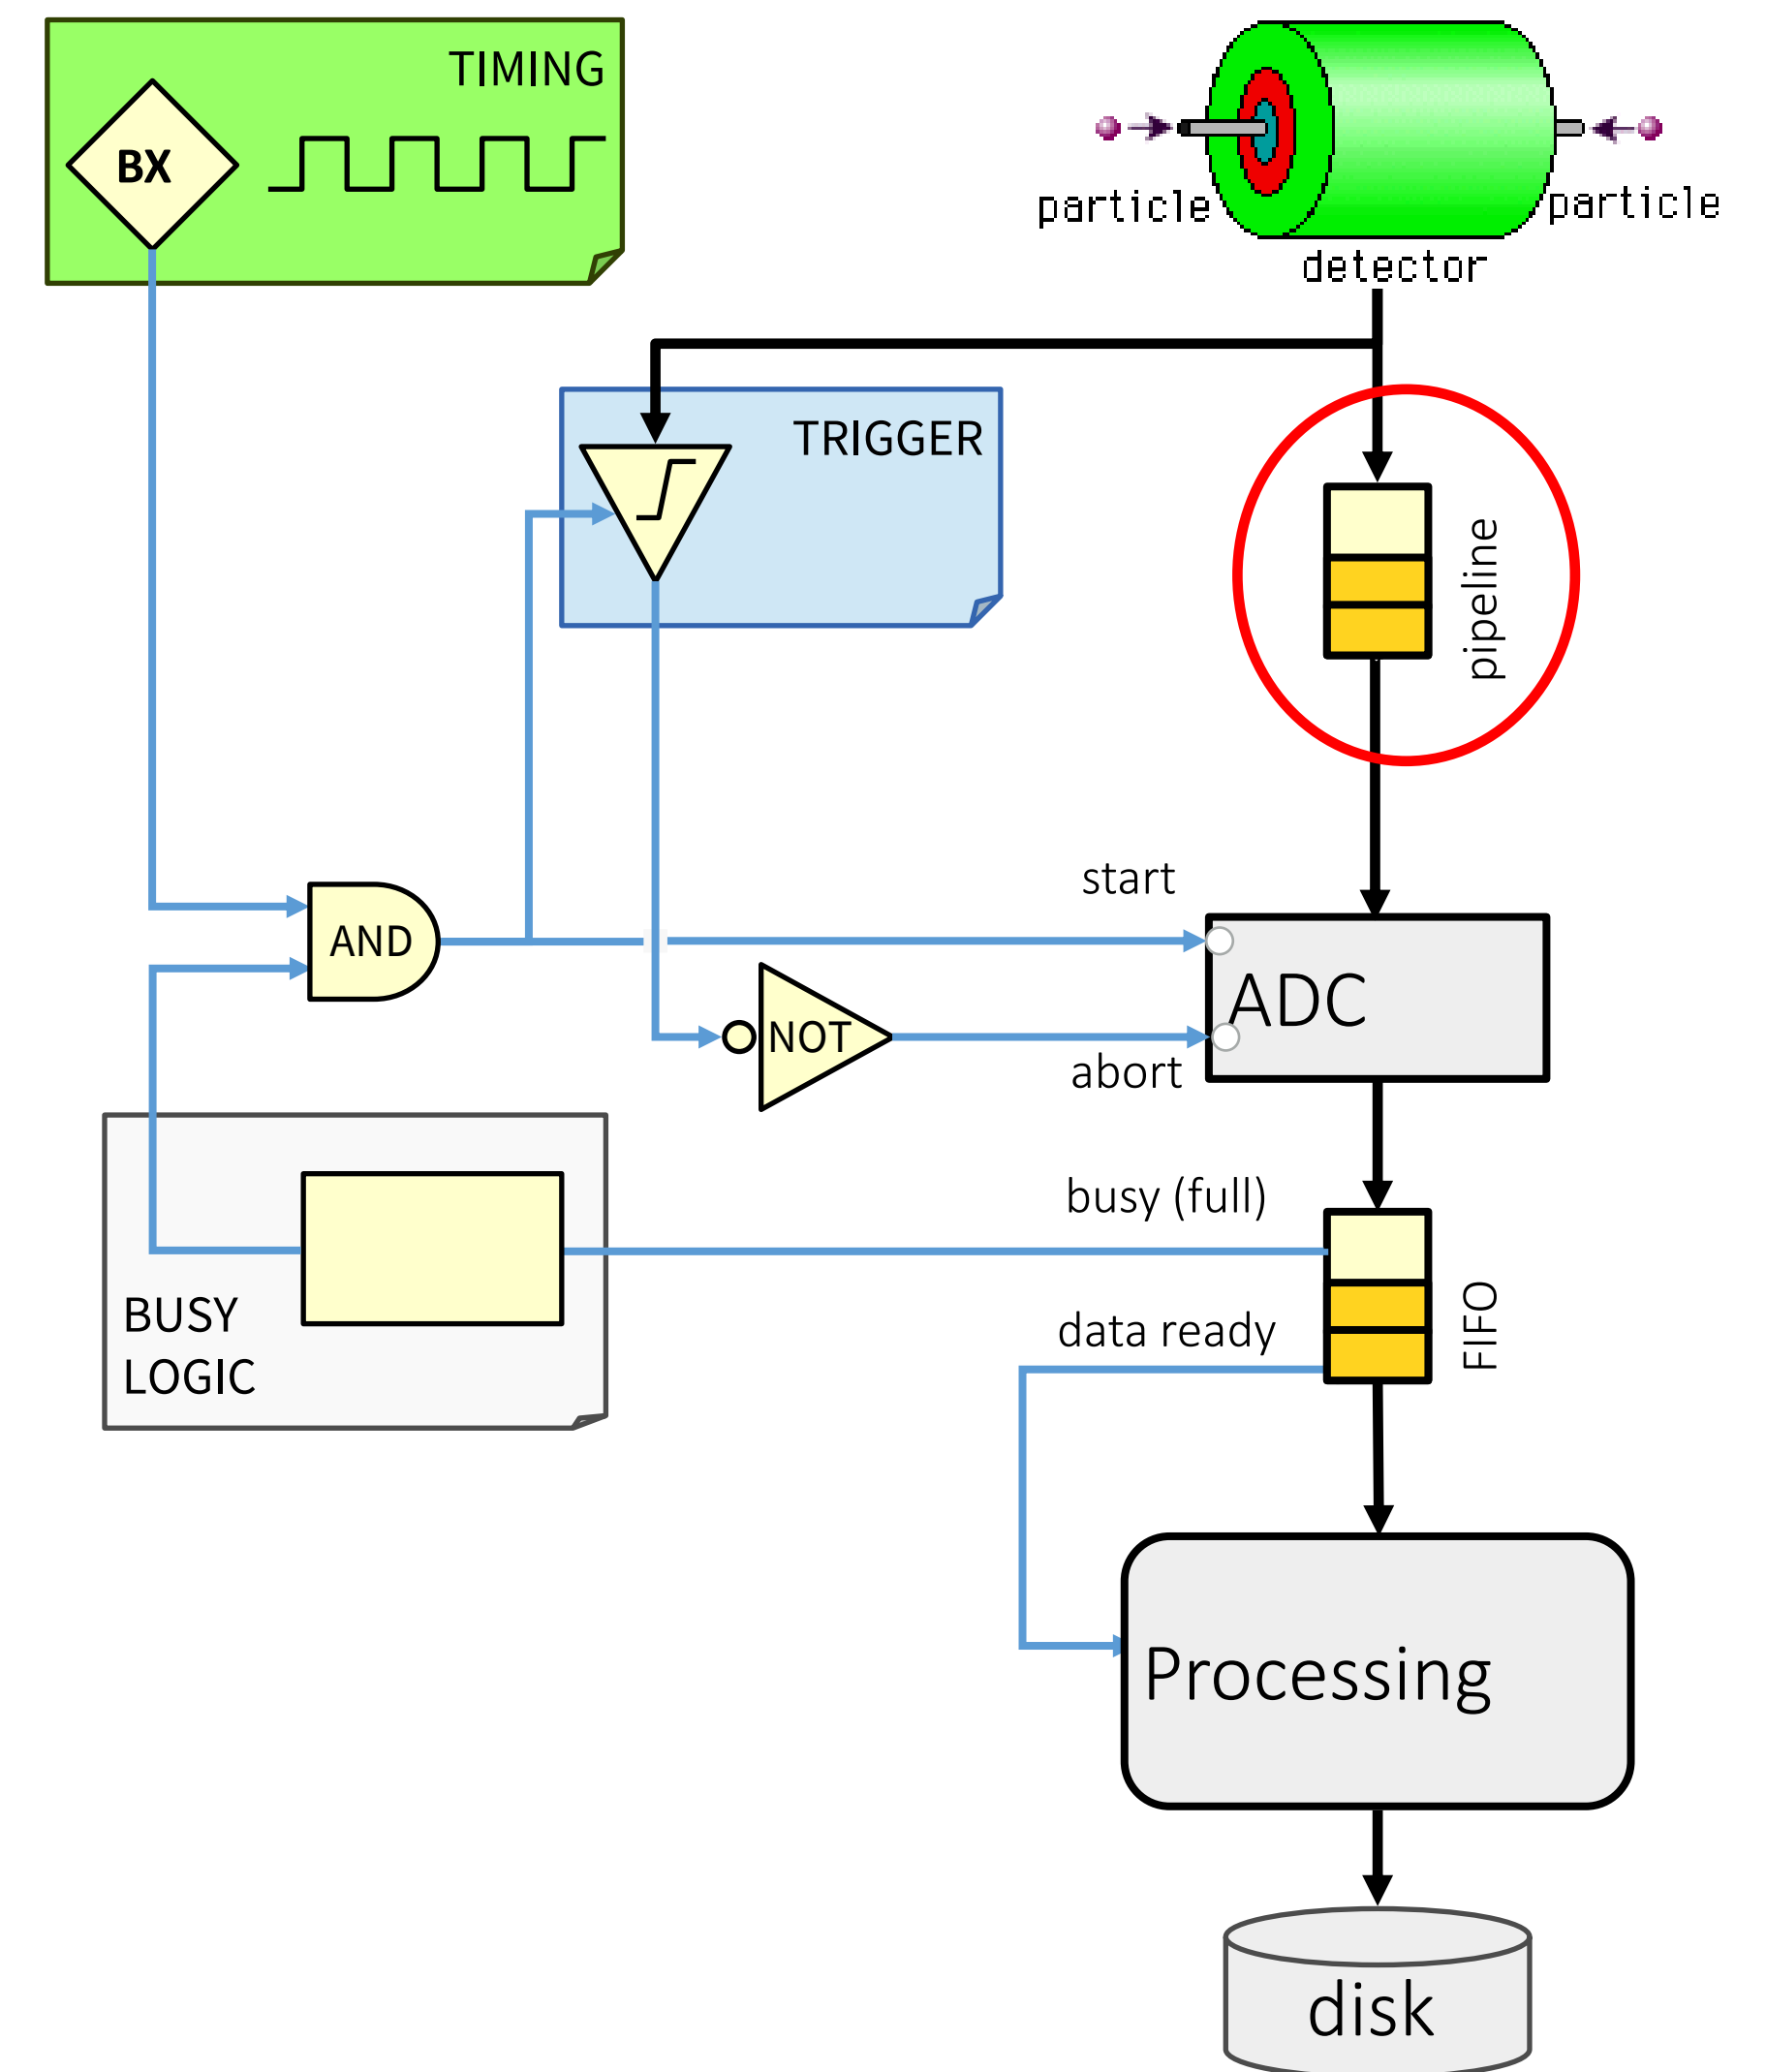 TIMING
BX
particle
particle
detector
TRIGGER
pipeline
start
AND
ADC
NOT
abort
busy (full)
BUSY
LOGIC
data ready
FIFO
Processing
disk